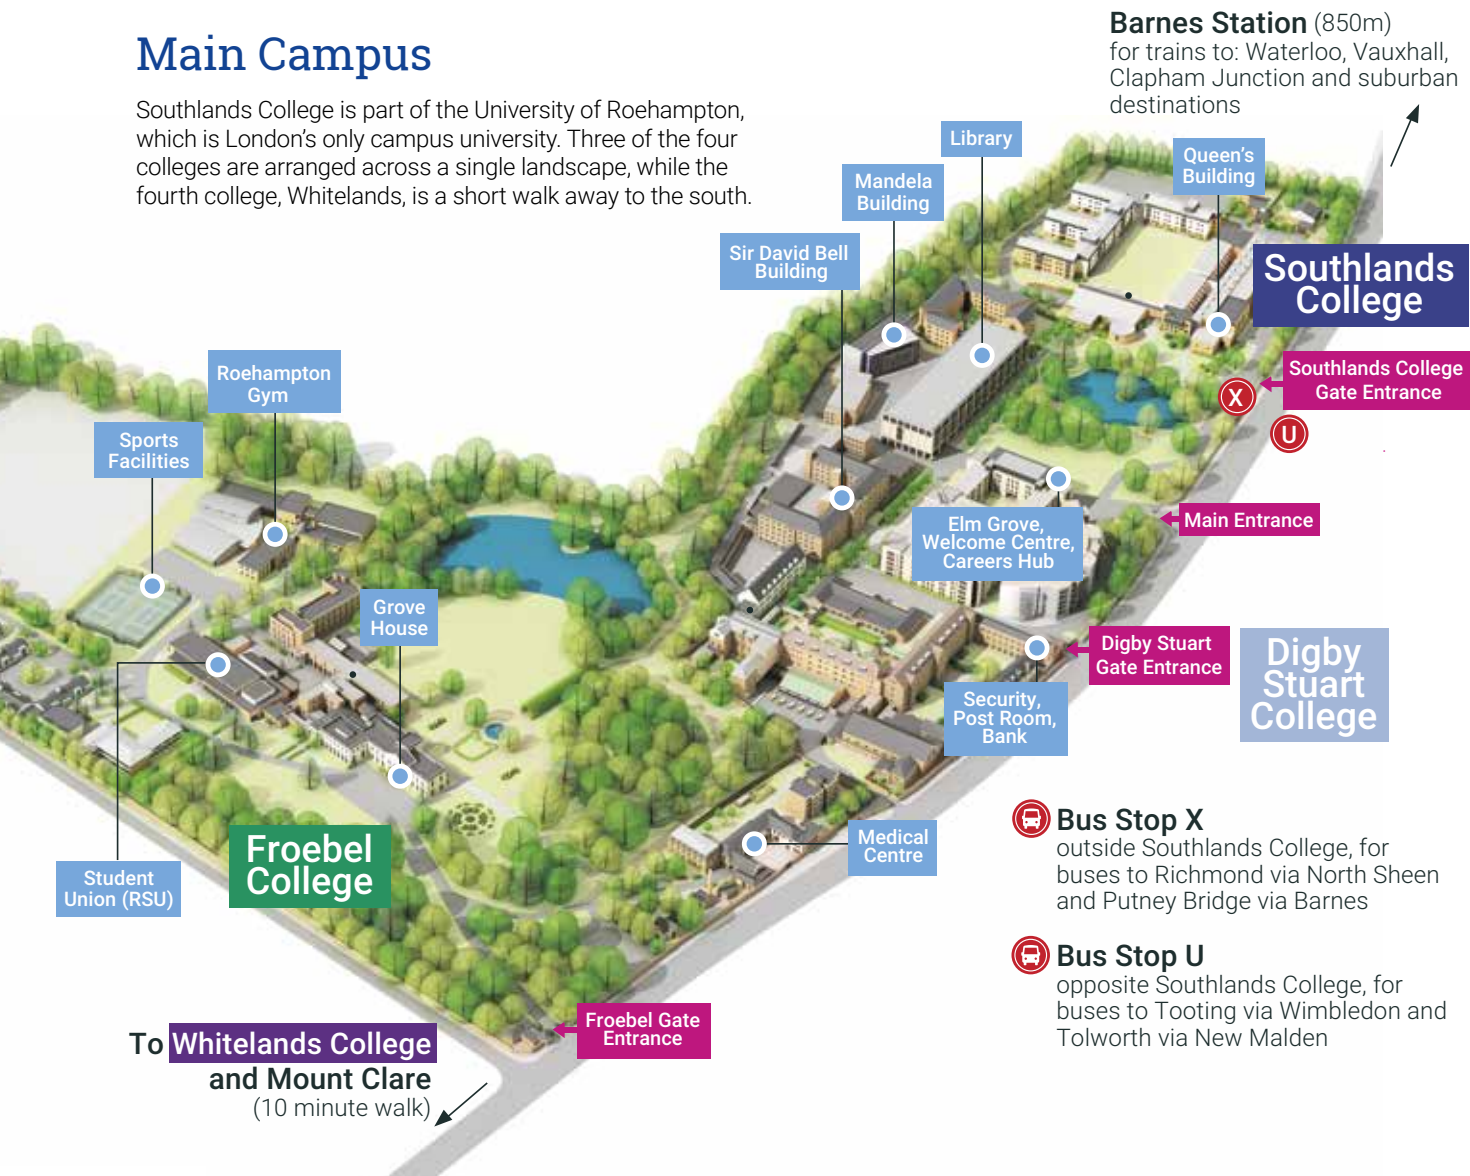 Main Campus
Southlands College is part of the University of Roehampton,
which is London's only campus university. Three of the four
colleges are arranged across a single landscape, while the
fourth college, Whitelands, is a short walk away to the south.
Barnes Station (850m)
for trains to: Waterloo, Vauxhall,
Clapham Junction and suburban
destinations
Library
Queen's
Building
Mandela
Building
Sir David Bell
Building
Southlands
College
Southlands College
Gate Entrance
X
U
Roehampton
Gym
Sports
Facilities
Main Entrance
Elm Grove,
Welcome Centre,
Careers Hub
Grove
House
Digby Stuart
Gate Entrance
Digby
Stuart
College
Security,
Post Room,
Bank
Medical
Centre
Froebel
College
Student
Union (RSU)
Bus Stop X
outside Southlands College, for
buses to Richmond via North Sheen
and Putney Bridge via Barnes
Bus Stop U
opposite Southlands College, for
buses to Tooting via Wimbledon and
Tolworth via New Malden
Froebel Gate
Entrance
To Whitelands College
and Mount Clare
(10 minute walk)